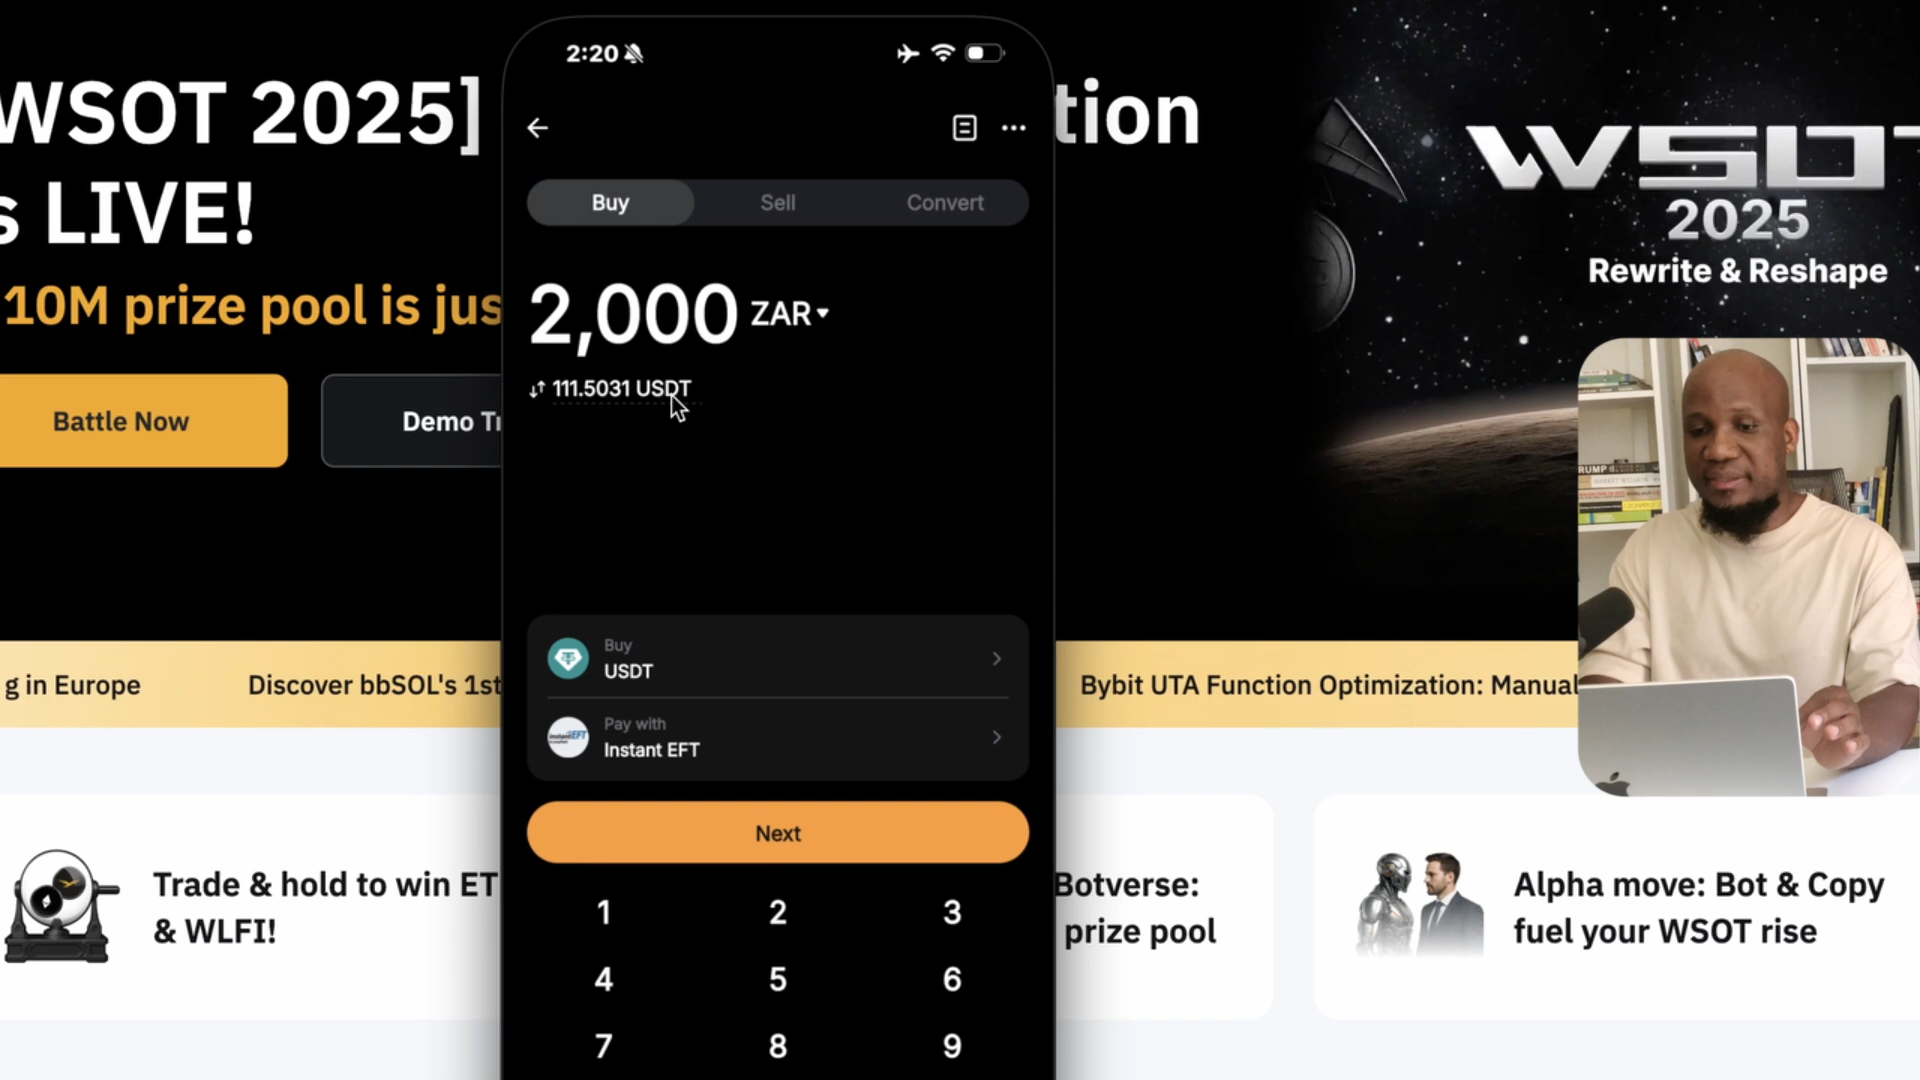 WSOT 2025]
tion
s LIVE!
10M prize pool is jus
Battle Now
Demo Tr
2:20
Buy
Sell
Convert
2,000 ZAR
111.5031 USDT
Buy
USDT
Pay with
Instant EFT
Next
1 2 3
4 5 6
7 8 9
WSOT
2025
Rewrite & Reshape
g in Europe
Discover bbSOL's 1st
Bybit UTA Function Optimization: Manual
Trade & hold to win ET
& WLFI!
Botverse:
prize pool
Alpha move: Bot & Copy
fuel your WSOT rise